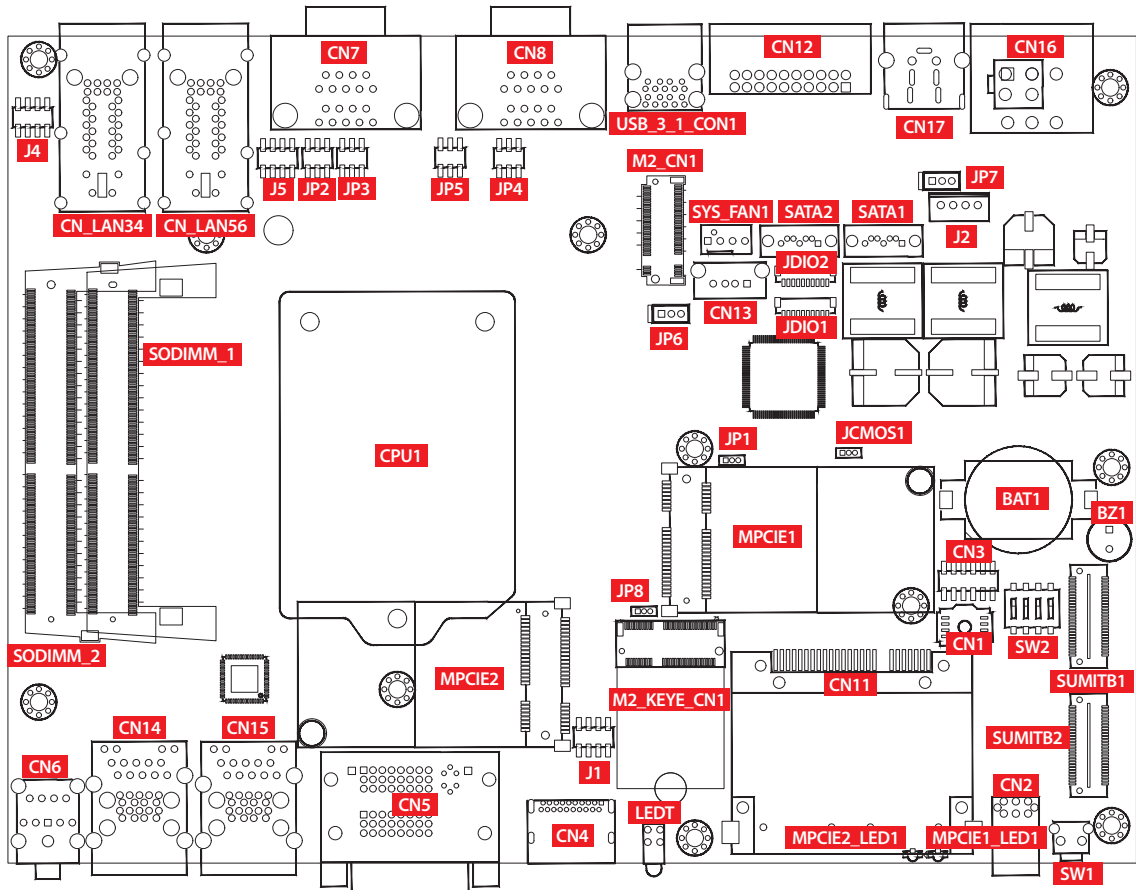 CN7
CN8
CN12
CN16
USB_3_1_CON1
CN17
J4
M2_CN1
J5
JP2
JP3
JP5
JP4
JP7
CN_LAN34
CN_LAN56
SYS_FAN1
SATA2
SATA1
J2
JDIO2
CN13
JDIO1
JP6
SODIMM_1
JP1
JCMOS1
CPU1
BAT1
MPCIE1
BZ1
CN3
JP8
CN1
SW2
SODIMM_2
MPCIE2
M2_KEYE_CN1
CN11
SUMITB1
CN14
CN15
SUMITB2
J1
CN6
CN5
CN2
LEDT
CN4
MPCIE2_LED1
MPCIE1_LED1
SW1